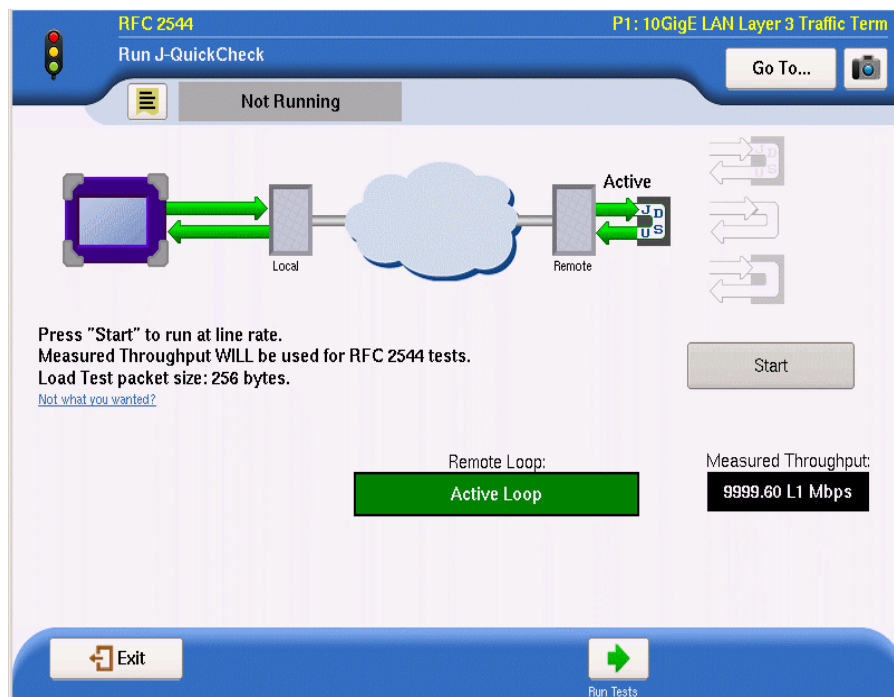 RFC 2544
P1: 10GigE LAN Layer 3 Traffic Term
Run J-QuickCheck
Go To...
Not Running
Active
J D
U S
Local
Remote
J D
U S
Press "Start" to run at line rate.
Measured Throughput WILL be used for RFC 2544 tests.
Load Test packet size: 256 bytes.
Not what you wanted?
Start
Remote Loop:
Active Loop
Measured Throughput:
9999.60 L1 Mbps
Exit
Run Tests